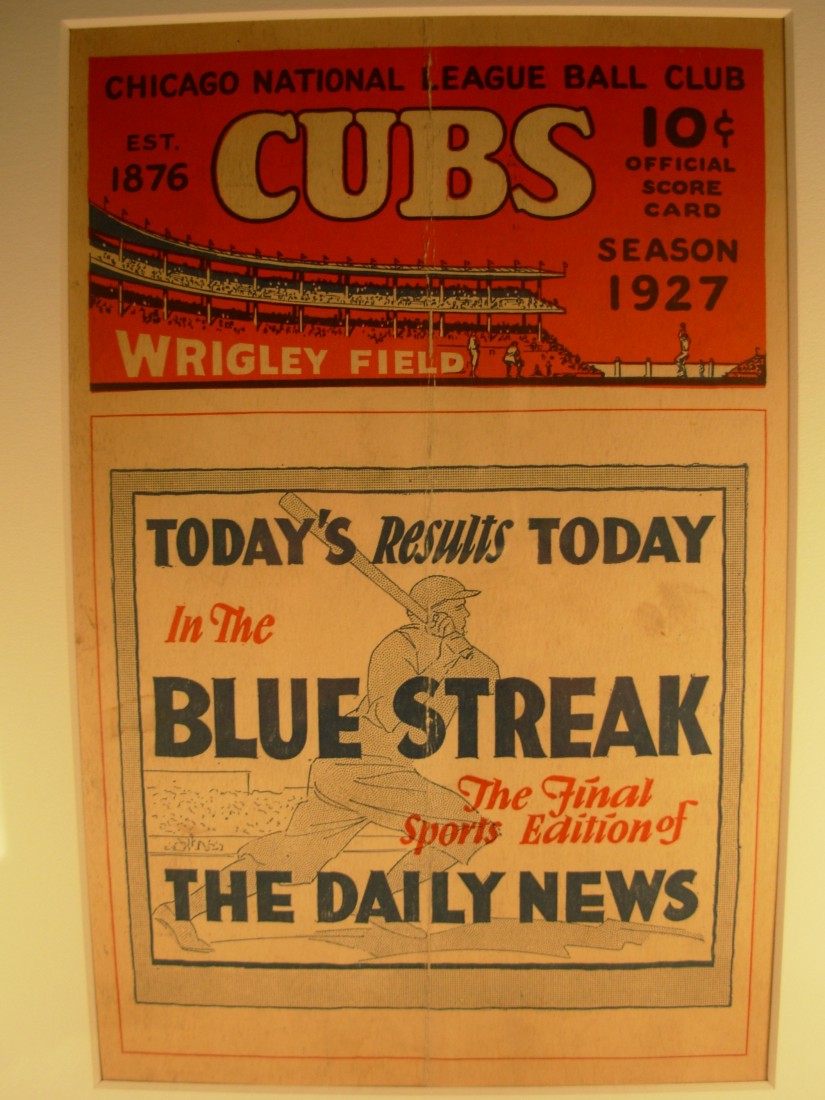 CHICAGO NATIONAL LEAGUE BALL CLUB
EST.
1876
CUBS
10¢
OFFICIAL
SCORE
CARD
SEASON
1927
WRIGLEY FIELD
TODAY'S Results TODAY
In The
BLUE STREAK
The Final
Sports Edition of
THE DAILY NEWS